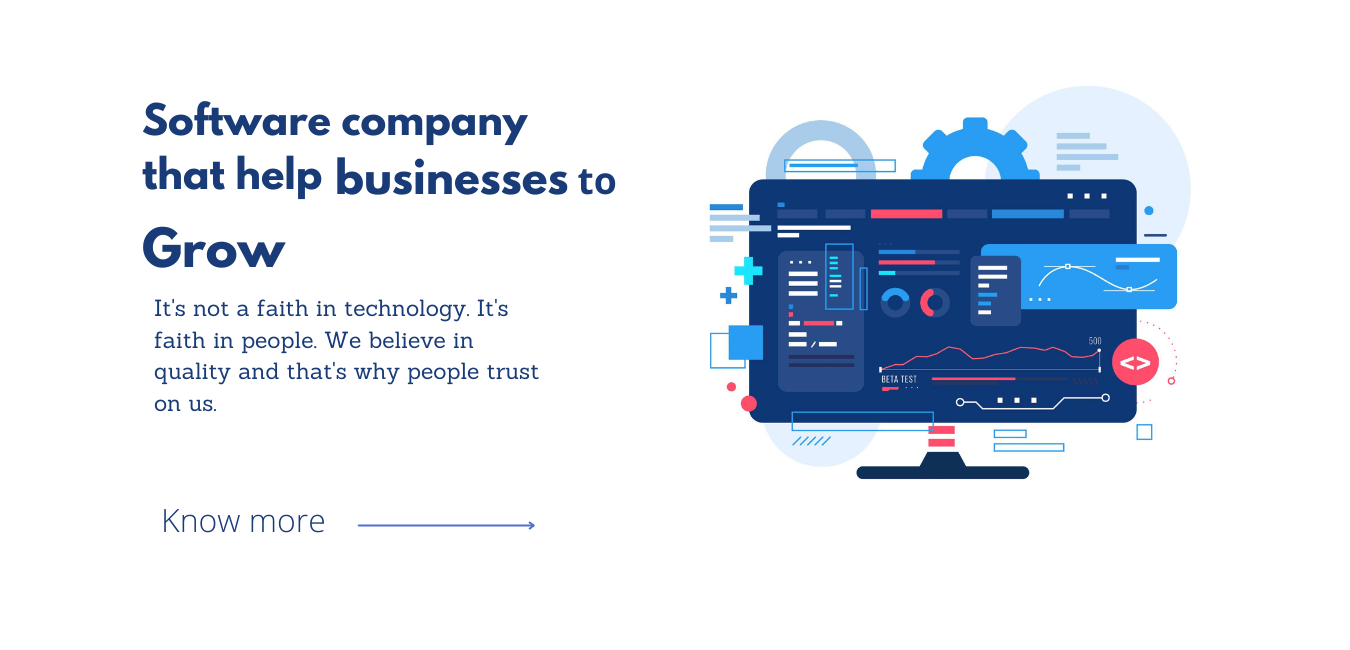 Software company
that help businesses to
Grow
It's not a faith in technology. It's
faith in people. We believe in
quality and that's why people trust
on us.
Know more
500
<>
BETA TEST